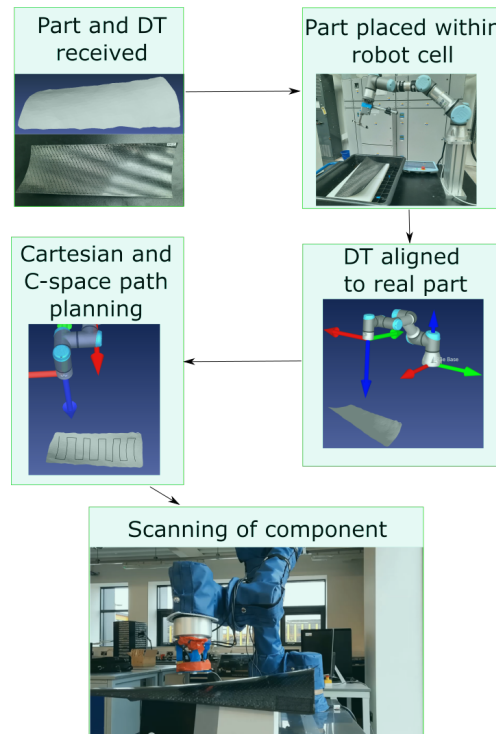 Part and DT
received
Part placed within
robot cell
DT aligned
to real part
Base
Cartesian and
C-space path
planning
Scanning of component